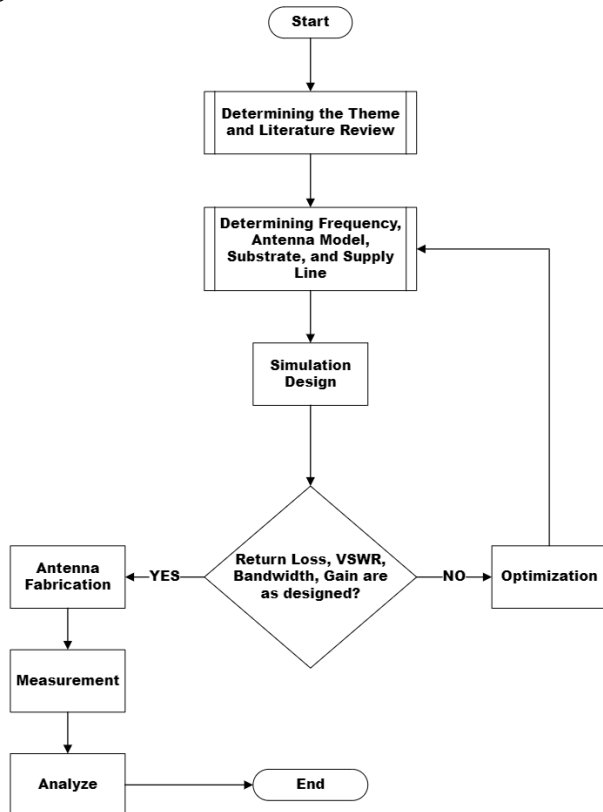 Start
Determining the Theme
and Literature Review
Determining Frequency,
Antenna Model,
Substrate, and Supply
Line
Simulation
Design
Return Loss, VSWR,
Bandwidth, Gain are
as designed?
YES
NO
Antenna
Fabrication
Optimization
Measurement
Analyze
End